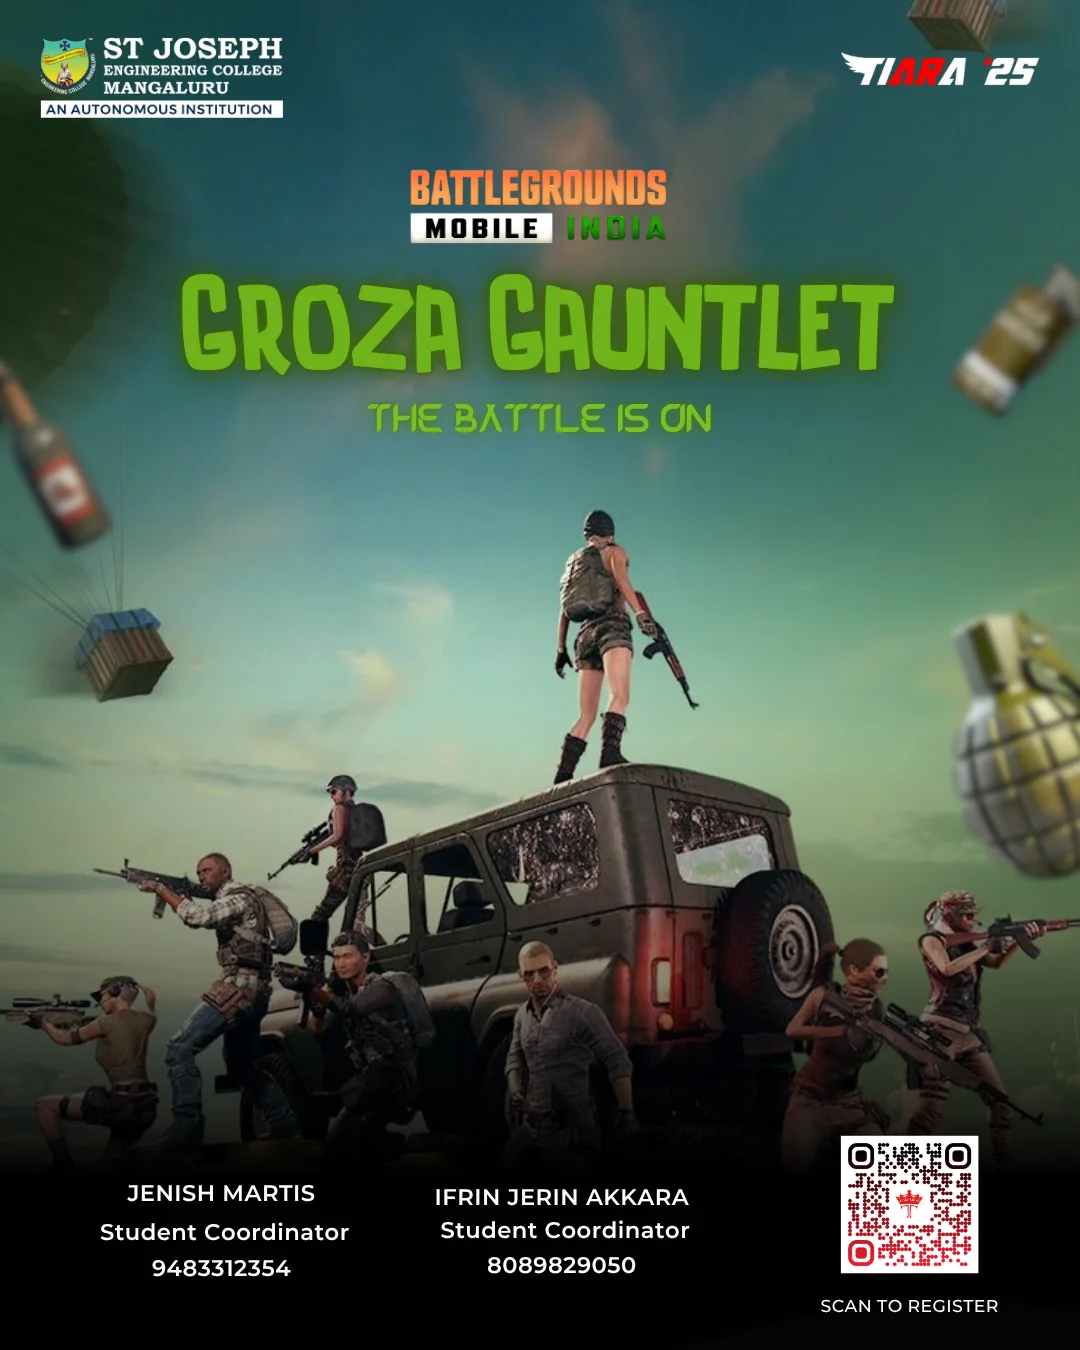 ST JOSEPH
ENGINEERING COLLEGE
MANGALURU
AN AUTONOMOUS INSTITUTION
TIARA '25
BATTLEGROUNDS
MOBILE INDIA
GROZA GAUNTLET
THE BATTLE IS ON
JENISH MARTIS
Student Coordinator
9483312354
IFRIN JERIN AKKARA
Student Coordinator
8089829050
SCAN TO REGISTER